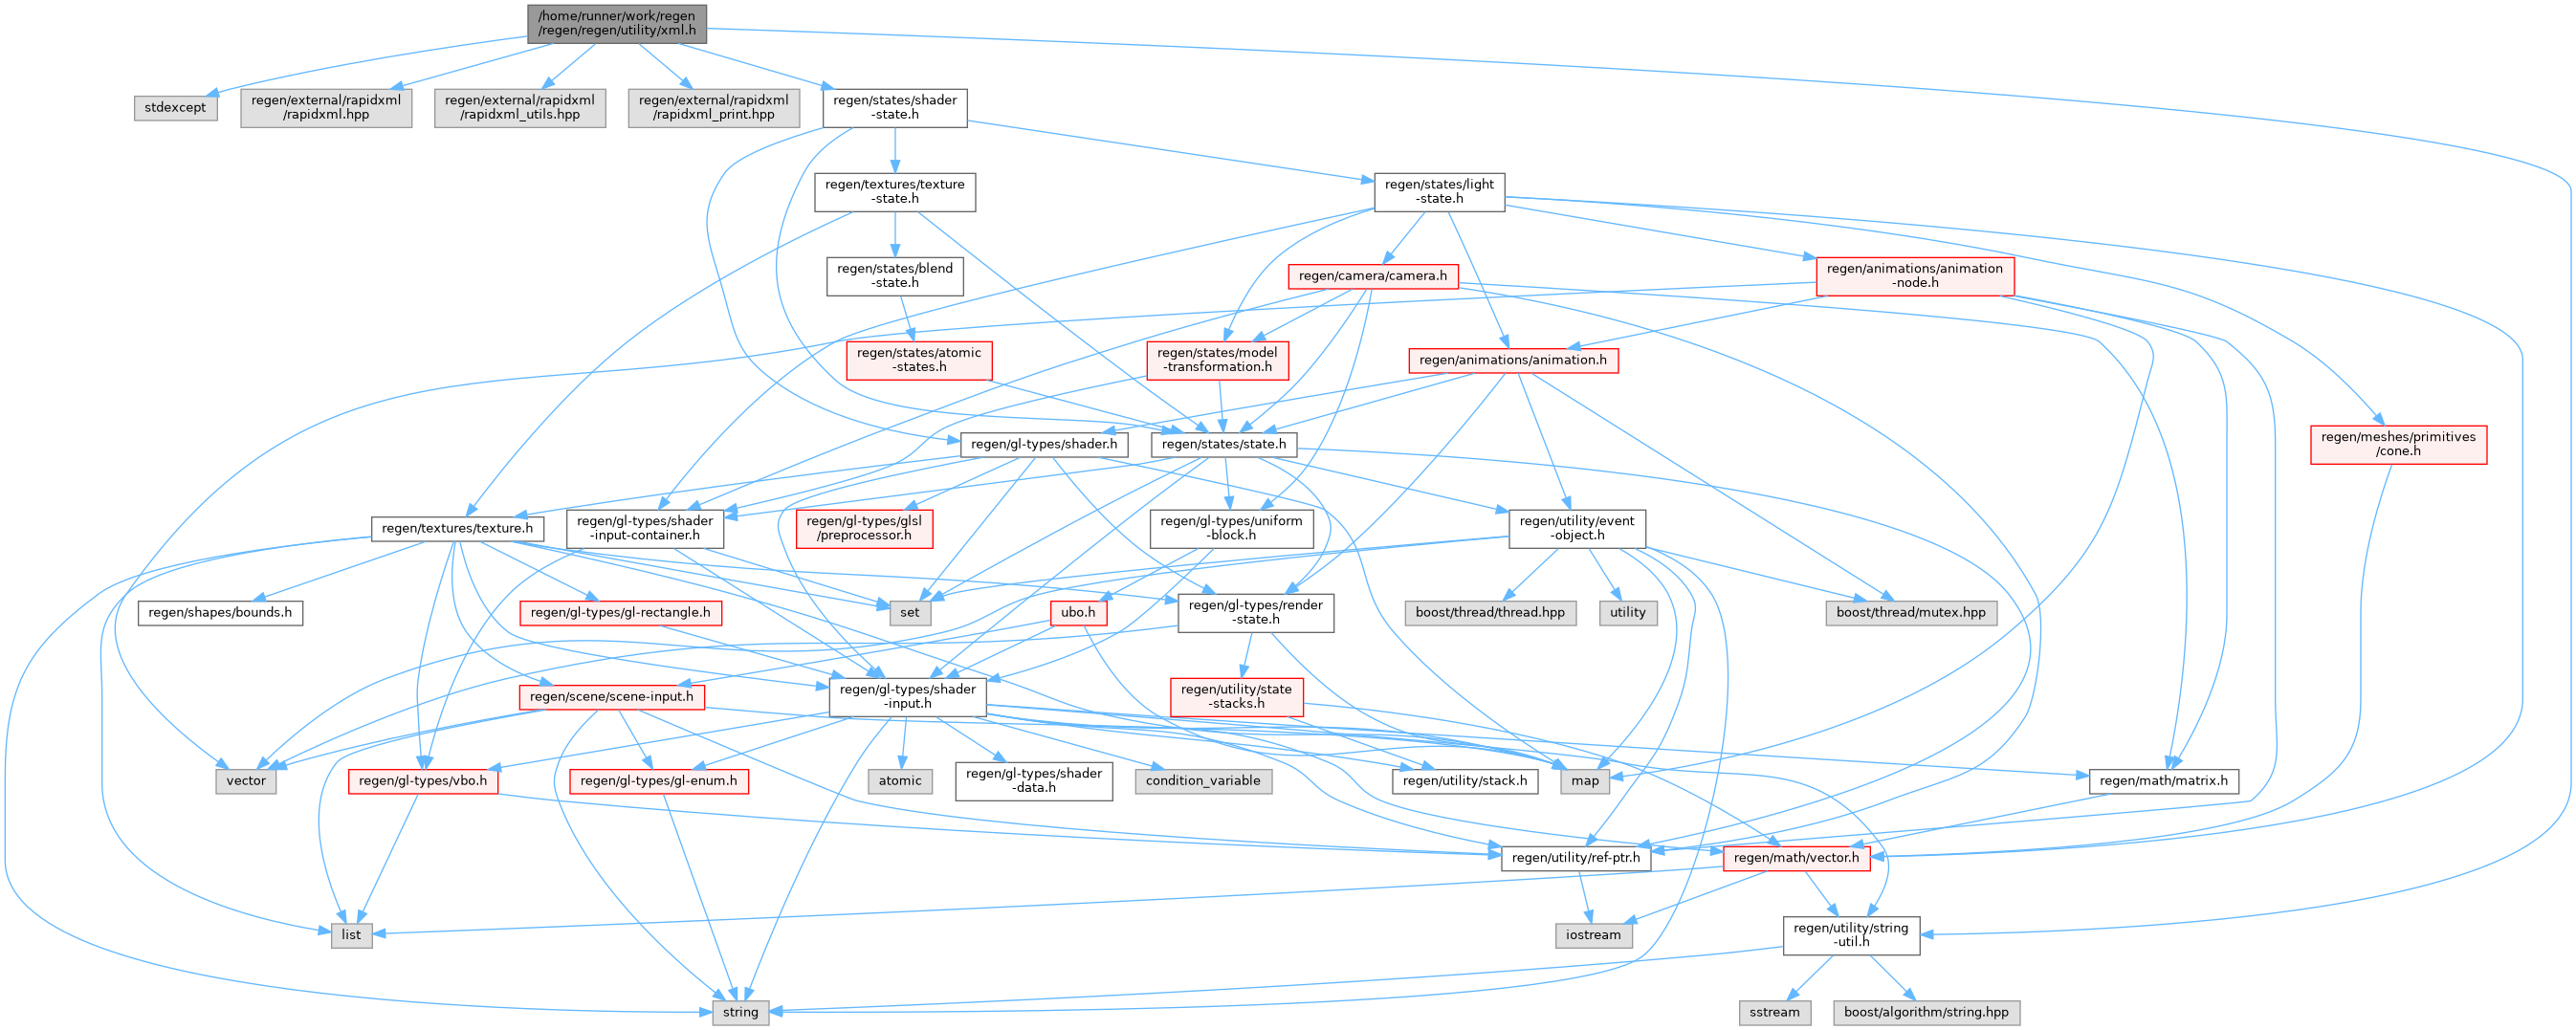 /home/runner/work/regen
/regen/regen/utility/xml.h
stdexcept
regen/external/rapidxml
/rapidxml.hpp
regen/external/rapidxml
/rapidxml_utils.hpp
regen/external/rapidxml
/rapidxml_print.hpp
regen/states/shader
-state.h
regen/textures/texture
-state.h
regen/states/light
-state.h
regen/states/blend
-state.h
regen/camera/camera.h
regen/animations/animation
-node.h
regen/states/atomic
-states.h
regen/states/model
-transformation.h
regen/animations/animation.h
regen/gl-types/shader.h
regen/states/state.h
regen/meshes/primitives
/cone.h
regen/textures/texture.h
regen/gl-types/shader
-input-container.h
regen/gl-types/glsl
/preprocessor.h
regen/gl-types/uniform
-block.h
regen/utility/event
-object.h
regen/shapes/bounds.h
regen/gl-types/gl-rectangle.h
set
ubo.h
regen/gl-types/render
-state.h
boost/thread/thread.hpp
utility
boost/thread/mutex.hpp
regen/scene/scene-input.h
regen/gl-types/shader
-input.h
regen/utility/state
-stacks.h
vector
regen/gl-types/vbo.h
regen/gl-types/gl-enum.h
atomic
regen/gl-types/shader
-data.h
condition_variable
regen/utility/stack.h
map
regen/math/matrix.h
regen/utility/ref-ptr.h
regen/math/vector.h
list
iostream
regen/utility/string
-util.h
string
sstream
boost/algorithm/string.hpp